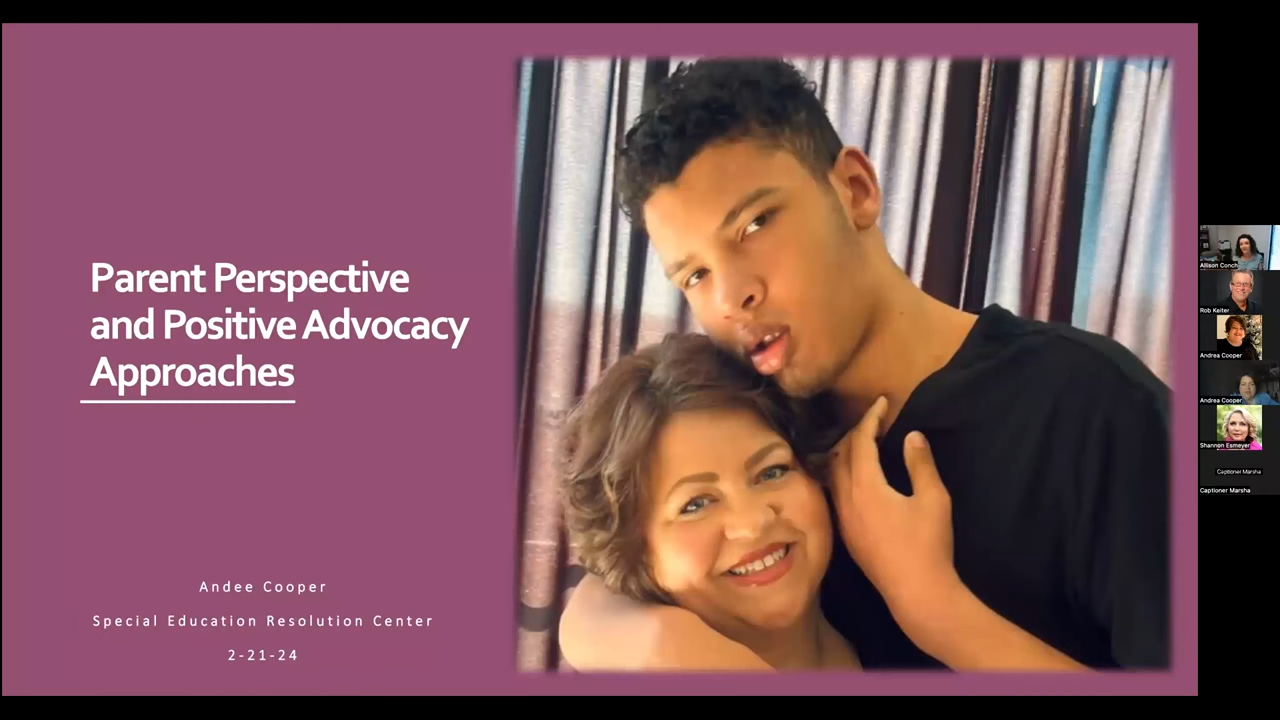 Parent Perspective
and Positive Advocacy
Approaches
Andee Cooper
Special Education Resolution Center
2-21-24
Allison Conch
Rob Keiter
Andrea Cooper
Andrea Cooper
Shannon Esmeyer
Captioner Marsha
Captioner Marsha